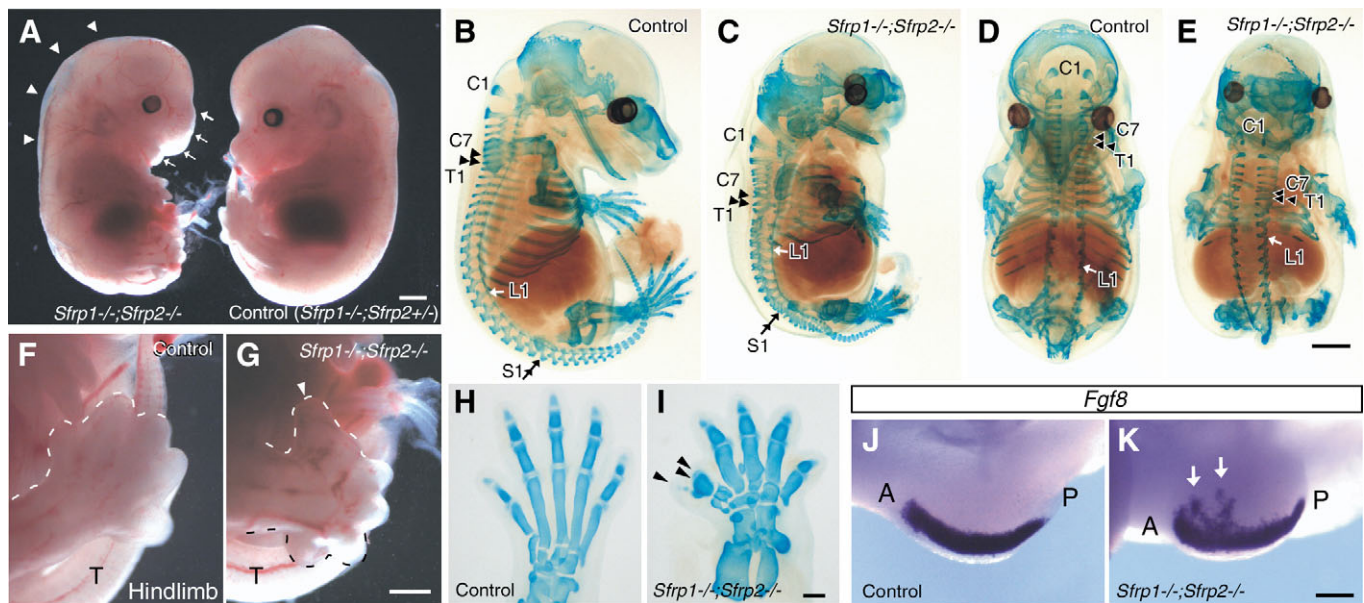 A
Sfrp1-/-;Sfrp2-/-
Control (Sfrp1-/-;Sfrp2+/-)
B
Control
C1
C7
T1
L1
S1
C
Sfrp1-/-;Sfrp2-/-
C1
C7
T1
L1
S1
D
Control
C1
C7
T1
L1
E
Sfrp1-/-;Sfrp2-/-
C1
C7
T1
L1
F
Control
T
Hindlimb
G
Sfrp1-/-;Sfrp2-/-
T
H
Control
I
Sfrp1-/-;Sfrp2-/-
Fgf8
J
A
P
Control
K
A
P
Sfrp1-/-;Sfrp2-/-